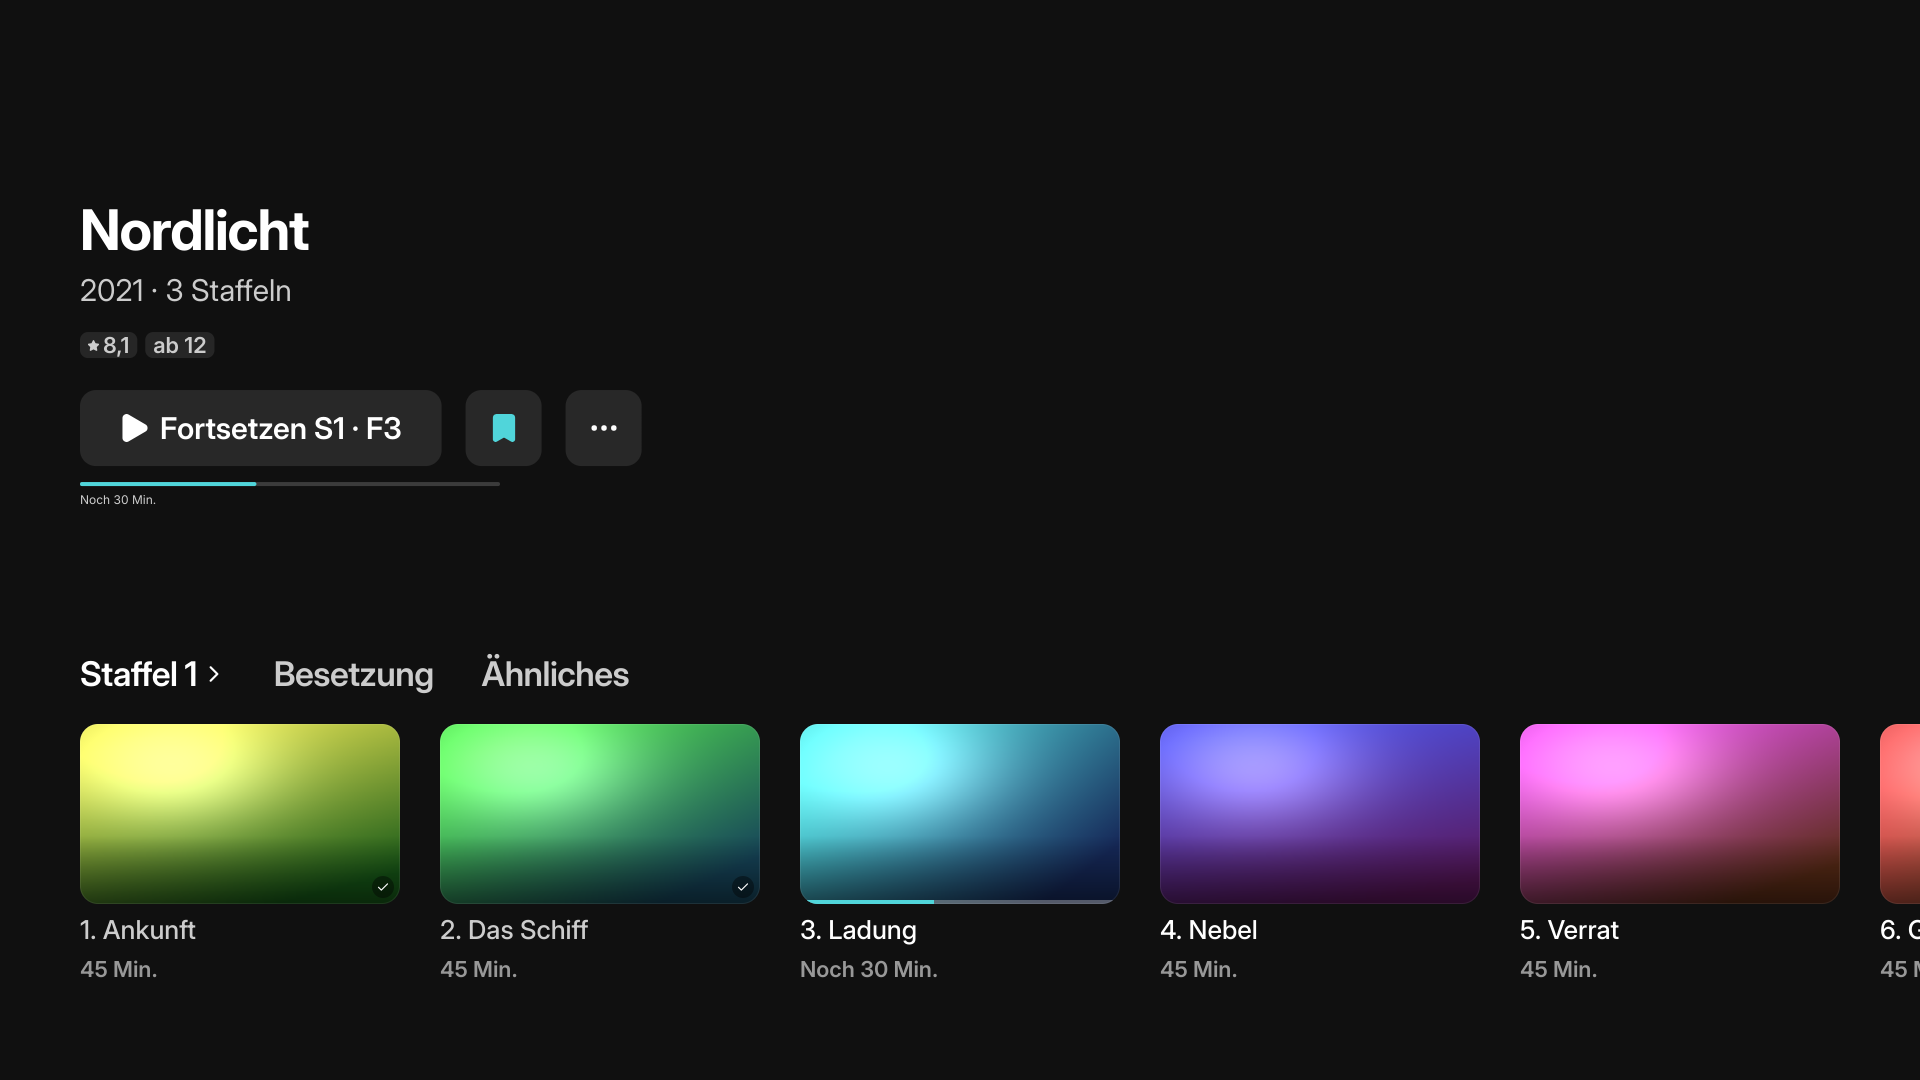 Nordlicht
2021 · 3 Staffeln
8,1 ab 12
Fortsetzen S1 · F3
Noch 30 Min.
Staffel 1 Besetzung Ähnliches
1. Ankunft
45 Min.
2. Das Schiff
45 Min.
3. Ladung
Noch 30 Min.
4. Nebel
45 Min.
5. Verrat
45 Min.
6.
45